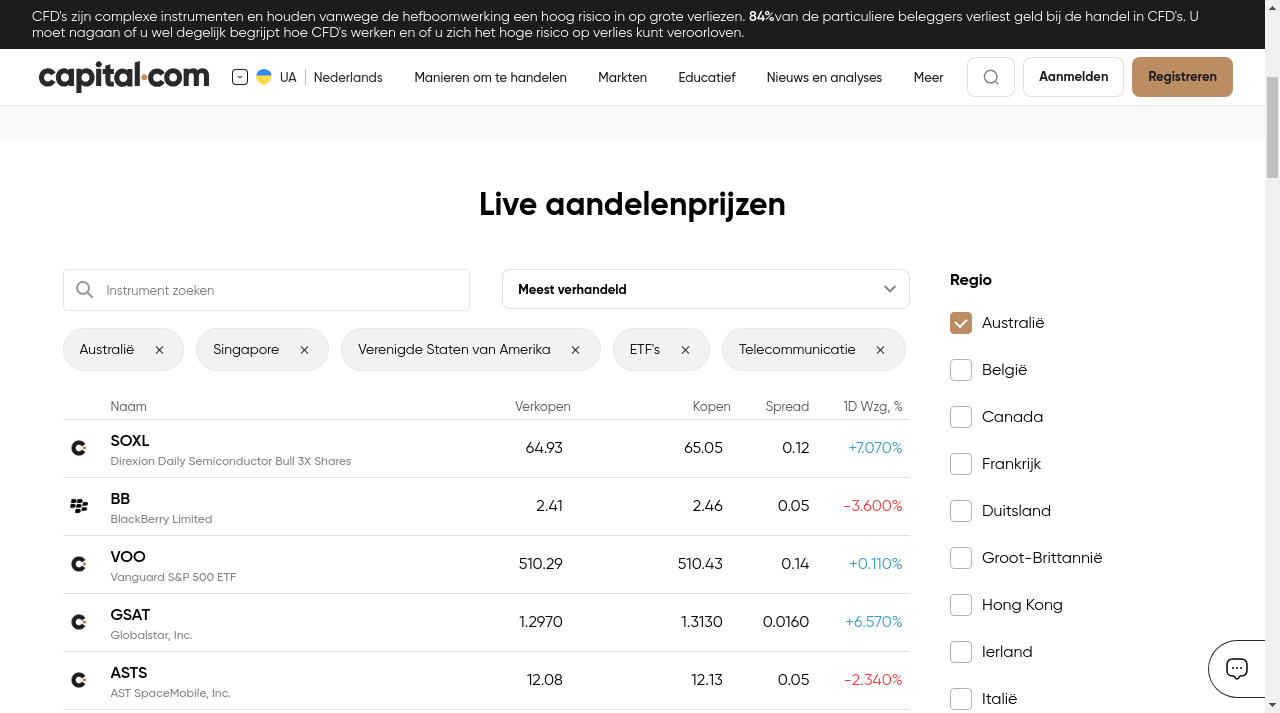 CFD's zijn complexe instrumenten en houden vanwege de hefboomwerking een hoog risico in op grote verliezen. 84%van de particuliere beleggers verliest geld bij de handel in CFD's. U
moet nagaan of u wel degelijk begrijpt hoe CFD's werken en of u zich het hoge risico op verlies kunt veroorloven.
capital.com UA Nederlands Manieren om te handelen Markten Educatief Nieuws en analyses Meer Aanmelden Registreren
Live aandelenprijzen
Instrument zoeken
Meest verhandeld
Regio
Australië Singapore Verenigde Staten van Amerika ETF's Telecommunicatie
Naam Verkopen Kopen Spread 1D Wzg, %
SOXL 64.93 65.05 0.12 +7.070%
Direxion Daily Semiconductor Bull 3X Shares
BB 2.41 2.46 0.05 -3.600%
BlackBerry Limited
VOO 510.29 510.43 0.14 +0.110%
Vanguard S&P 500 ETF
GSAT 1.2970 1.3130 0.0160 +6.570%
Globalstar, Inc.
ASTS 12.08 12.13 0.05 -2.340%
AST SpaceMobile, Inc.
Australië
België
Canada
Frankrijk
Duitsland
Groot-Brittannië
Hong Kong
Ierland
Italië